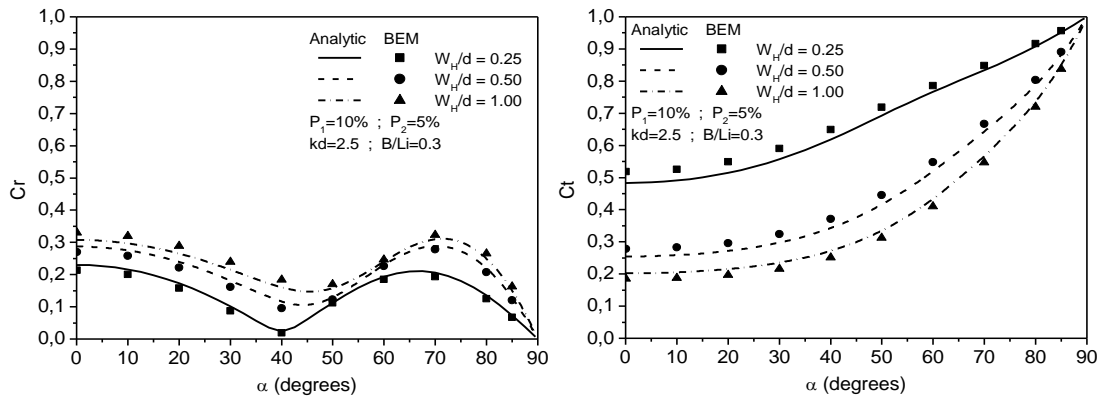 1,0
0,9
0,8
0,7
0,6
0,5
0,4
0,3
0,2
0,1
0,0
Cr
Analytic BEM
W_H/d = 0.25
W_H/d = 0.50
W_H/d = 1.00
P_1=10% ; P_2=5%
kd=2.5 ; B/Li=0.3
0 10 20 30 40 50 60 70 80 90
α (degrees)
1,0
0,9
0,8
0,7
0,6
0,5
0,4
0,3
0,2
0,1
0,0
Ct
Analytic BEM
W_H/d = 0.25
W_H/d = 0.50
W_H/d = 1.00
P_1=10% ; P_2=5%
kd=2.5 ; B/Li=0.3
0 10 20 30 40 50 60 70 80 90
α (degrees)